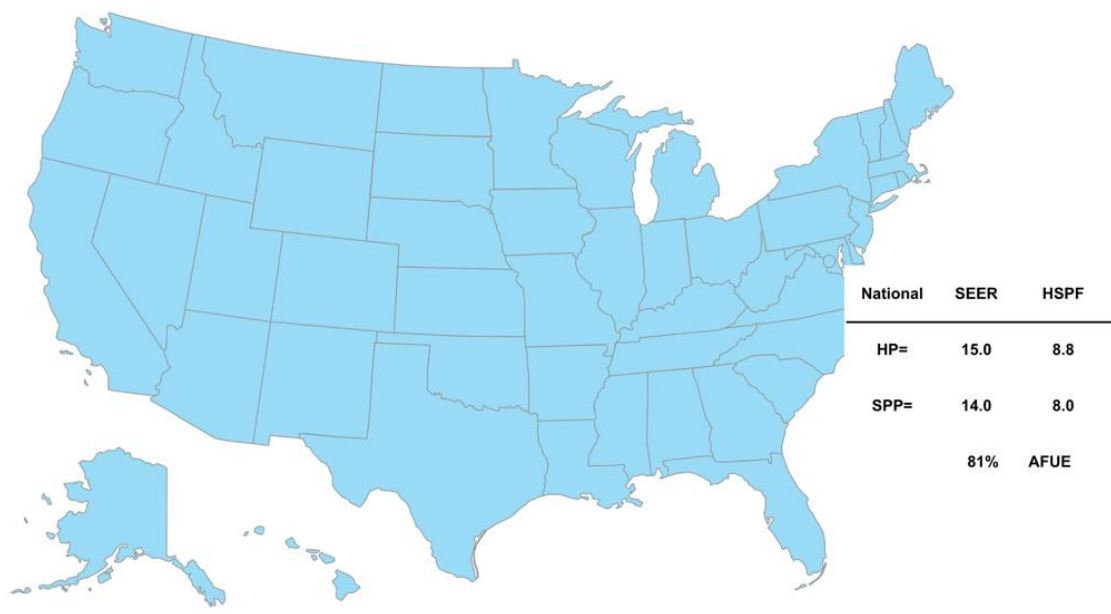 National SEER HSPF
HP= 15.0 8.8
SPP= 14.0 8.0
81% AFUE